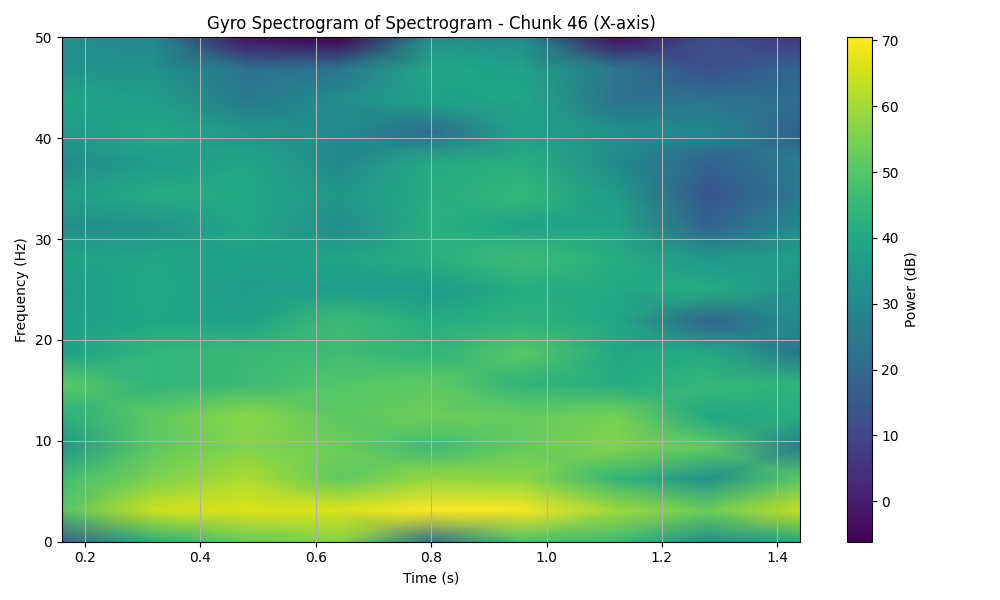 Gyro Spectrogram of Spectrogram - Chunk 46 (X-axis)
50
40
30
20
10
0
Frequency (Hz)
0.2 0.4 0.6 0.8 1.0 1.2 1.4
Time (s)
70
60
50
40
30
20
10
0
Power (dB)